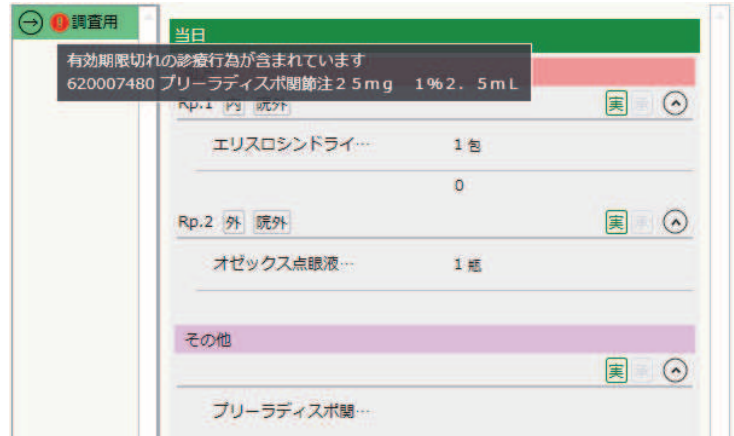 調査用
当日
有効期限切れの診療行為が含まれています
620007480 プリーラディスポ関節注25mg 1%2.5mL
Rp.1 内 院外 実
エリスロシンドライ… 1 包
0
Rp.2 外 院外 実
オゼックス点眼液… 1 瓶
その他
実
プリーラディスポ関…